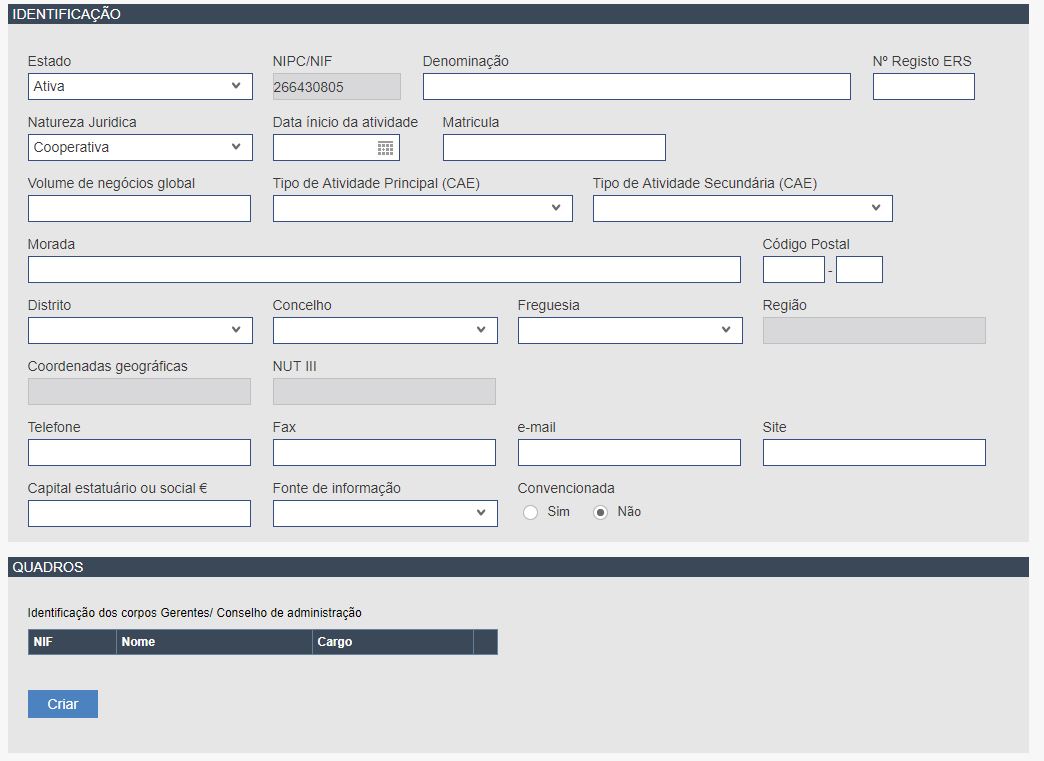 IDENTIFICAÇÃO
Estado NIPC/NIF Denominação Nº Registo ERS
Ativa 266430805
Natureza Juridica Data ínicio da atividade Matricula
Cooperativa
Volume de negócios global Tipo de Atividade Principal (CAE) Tipo de Atividade Secundária (CAE)
Morada Código Postal
-
Distrito Concelho Freguesia Região
Coordenadas geográficas NUT III
Telefone Fax e-mail Site
Capital estatuário ou social € Fonte de informação Convencionada
Sim Não
QUADROS
Identificação dos corpos Gerentes/ Conselho de administração
NIF Nome Cargo
Criar